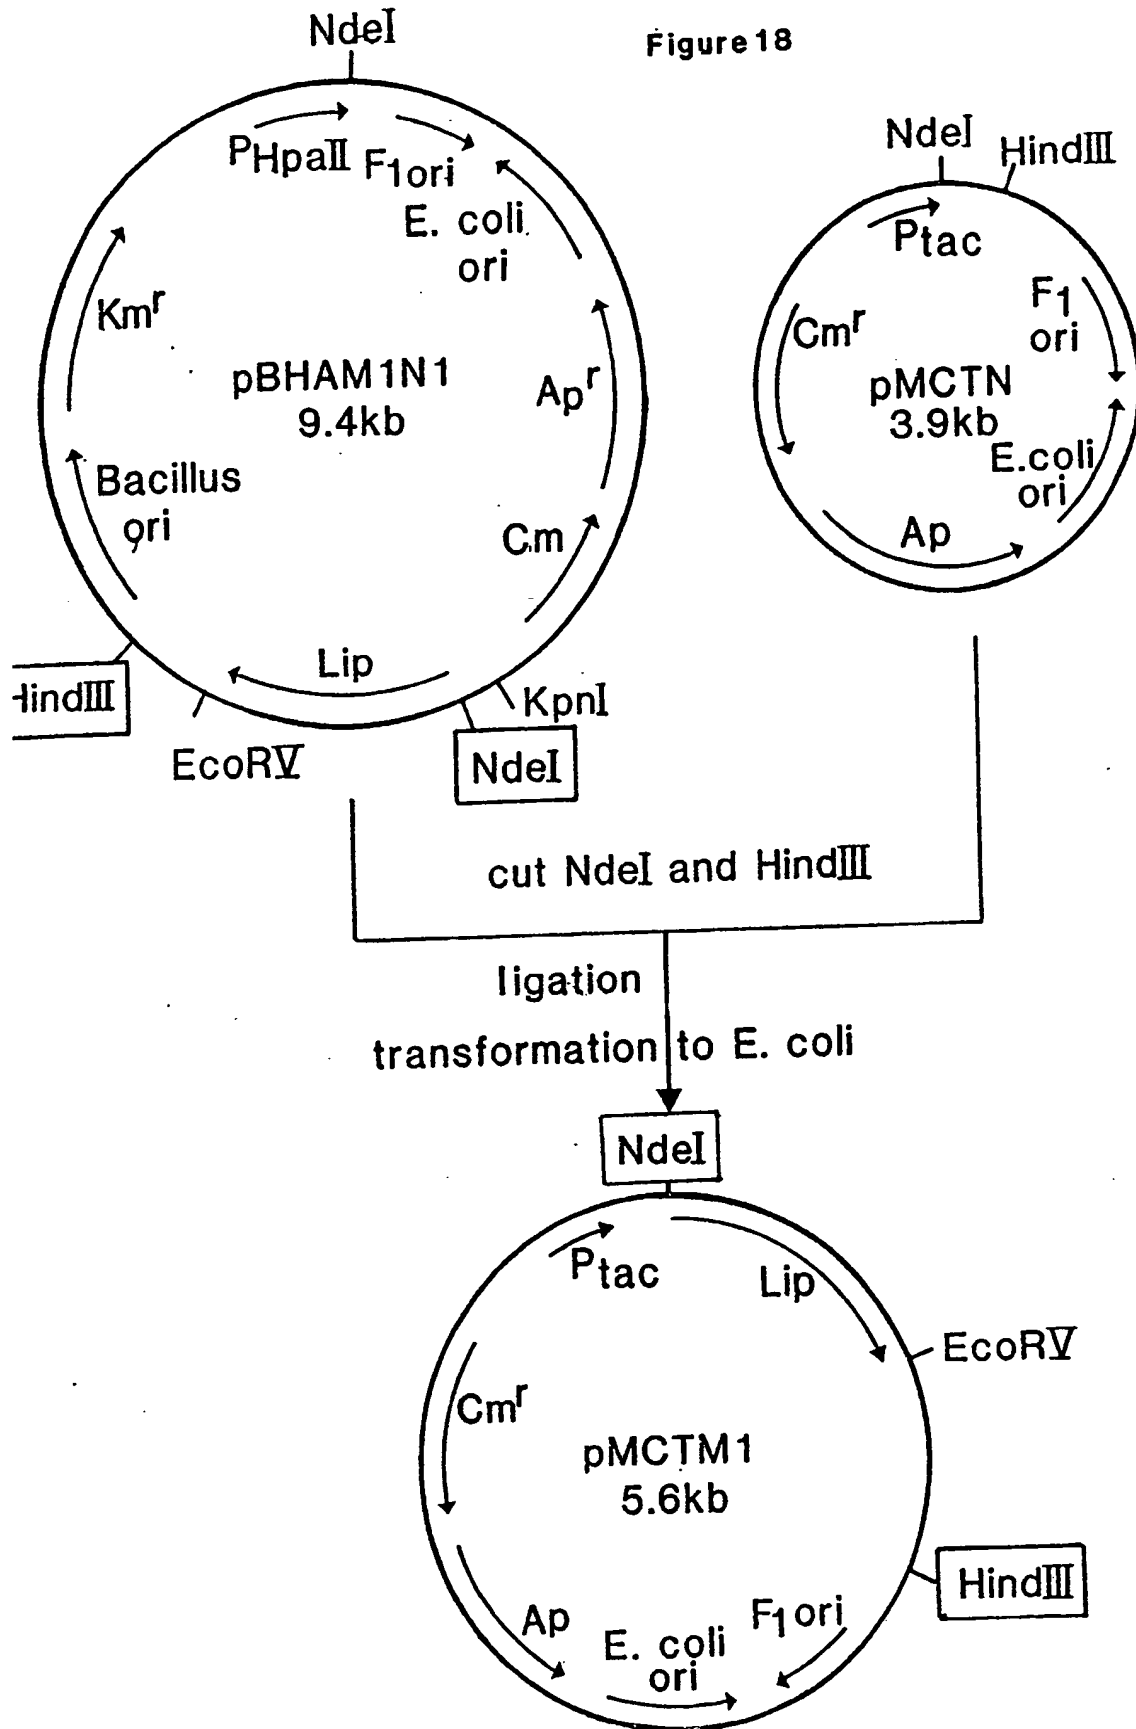 Figure 18
NdeI
PHpaII
F1ori
E. coli
ori
Kmr
Apr
pBHAM1N1
9.4kb
Bacillus
ori
Cm
Lip
HindIII
EcoRV
KpnI
NdeI
NdeI
HindIII
Ptac
Cmr
F1
ori
pMCTN
3.9kb
E.coli
ori
Ap
cut NdeI and HindIII
ligation
transformation to E. coli
NdeI
Ptac
Lip
EcoRV
Cmr
pMCTM1
5.6kb
HindIII
Ap
E. coli
ori
F1 ori